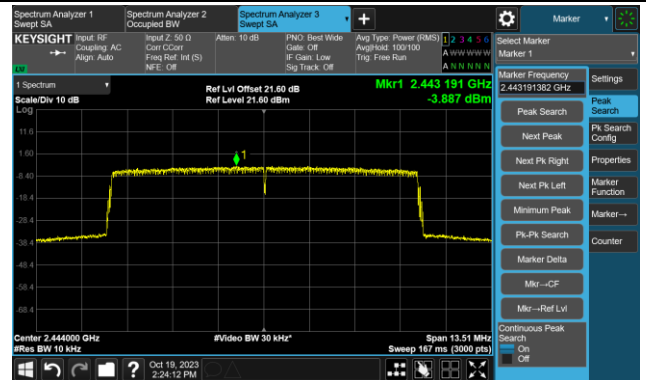 Spectrum Analyzer 1
Swept SA
Spectrum Analyzer 2
Occupied BW
Spectrum Analyzer 3
Swept SA
Marker
KEYSIGHT
Input: RF
Coupling: AC
Align: Auto
Input Z: 50 Ω
Corr CCorr
Freq Ref: Int (S)
NFE: Off
Atten: 10 dB
PNO: Best Wide
Gate: Off
IF Gain: Low
Sig Track: Off
Avg Type: Power (RMS)
Avg|Hold: 100/100
Trig: Free Run
1 2 3 4 5 6
A W W W W W
A N N N N N
Select Marker
Marker 1
1 Spectrum
Scale/Div 10 dB
Log
Ref Lvl Offset 21.60 dB
Ref Level 21.60 dBm
Mkr1 2.443 191 GHz
-3.887 dBm
11.6
1.60
-8.40
-18.4
-28.4
-38.4
-48.4
-58.4
-68.4
1
Center 2.444000 GHz
#Res BW 10 kHz
#Video BW 30 kHz*
Span 13.51 MHz
Sweep 167 ms (3000 pts)
Marker Frequency
2.443191382 GHz
Peak Search
Next Peak
Next Pk Right
Next Pk Left
Minimum Peak
Pk-Pk Search
Marker Delta
Mkr→CF
Mkr→Ref Lvl
Continuous Peak
Search
On
Off
Settings
Peak
Search
Pk Search
Config
Properties
Marker
Function
Marker→
Counter
?
Oct 19, 2023
2:24:12 PM